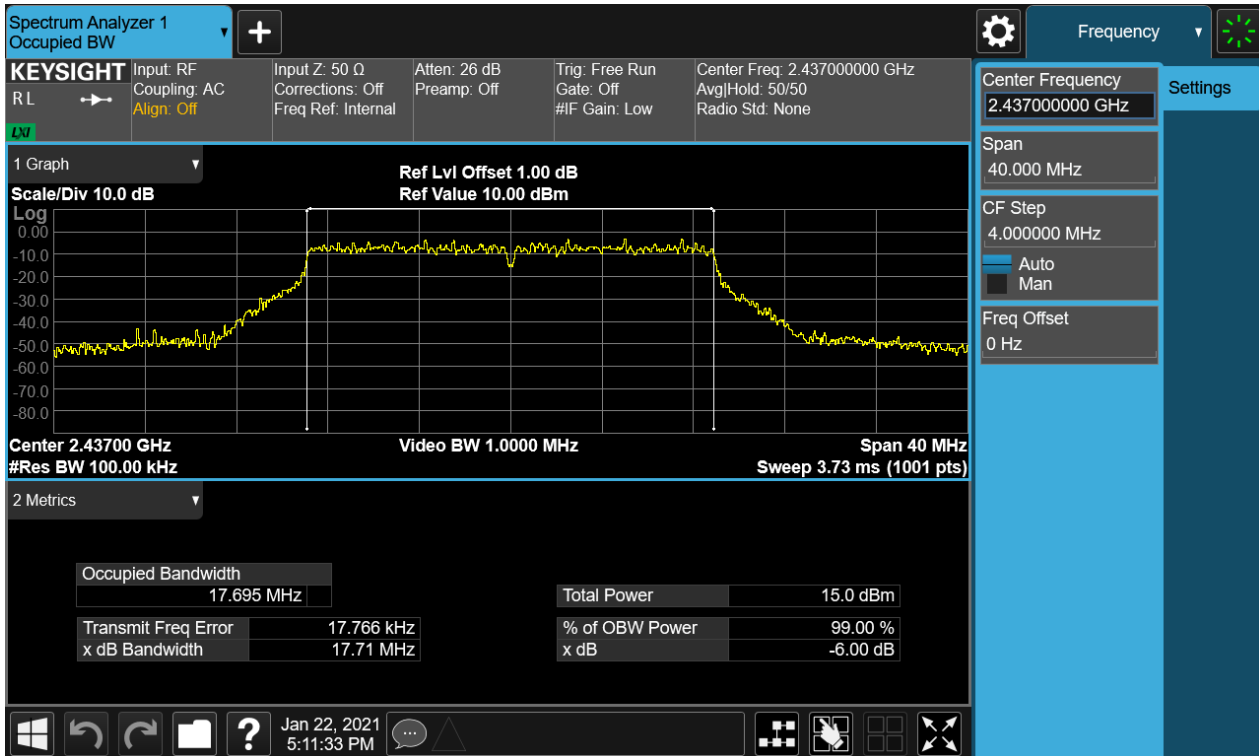 Spectrum Analyzer 1
Occupied BW
+
Frequency
KEYSIGHT
R L
LXI
Input: RF
Coupling: AC
Align: Off
Input Z: 50 Ω
Corrections: Off
Freq Ref: Internal
Atten: 26 dB
Preamp: Off
Trig: Free Run
Gate: Off
#IF Gain: Low
Center Freq: 2.437000000 GHz
Avg|Hold: 50/50
Radio Std: None
Center Frequency
2.437000000 GHz
Settings
Span
40.000 MHz
CF Step
4.000000 MHz
Auto
Man
Freq Offset
0 Hz
1 Graph
Ref Lvl Offset 1.00 dB
Scale/Div 10.0 dB
Ref Value 10.00 dBm
Log
0.00
-10.0
-20.0
-30.0
-40.0
-50.0
-60.0
-70.0
-80.0
Center 2.43700 GHz
Video BW 1.0000 MHz
Span 40 MHz
#Res BW 100.00 kHz
Sweep 3.73 ms (1001 pts)
2 Metrics
Occupied Bandwidth
17.695 MHz
Total Power 15.0 dBm
Transmit Freq Error 17.766 kHz
% of OBW Power 99.00 %
x dB Bandwidth 17.71 MHz
x dB -6.00 dB
?
Jan 22, 2021
5:11:33 PM